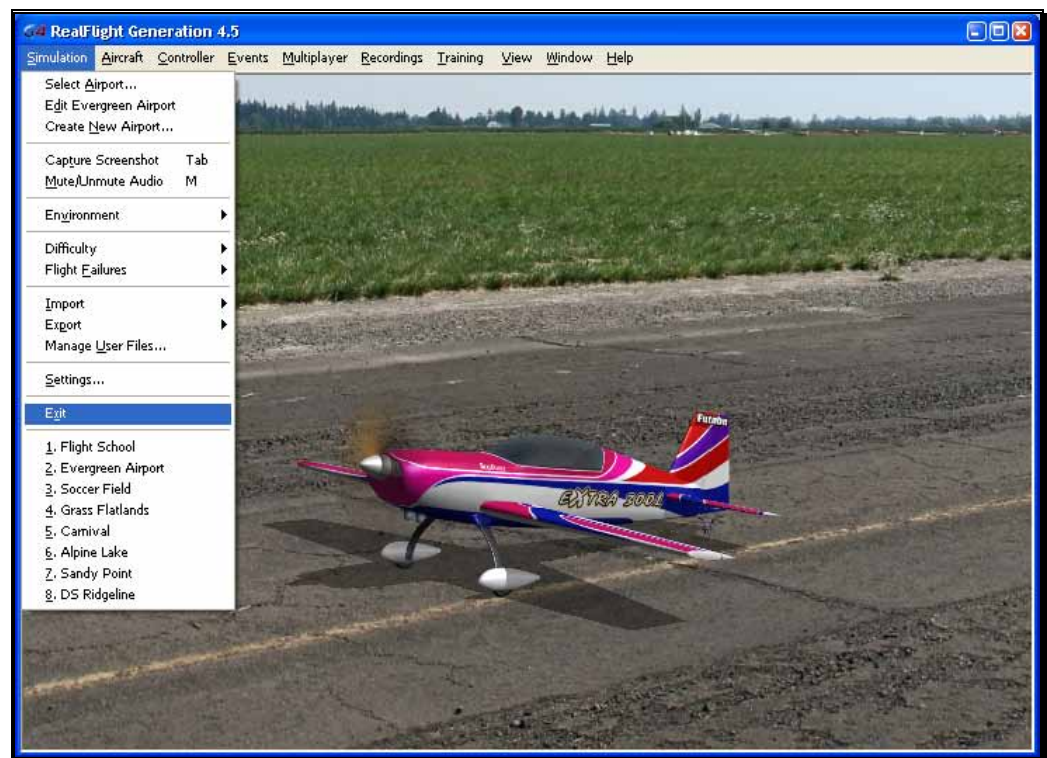 G4 RealFlight Generation 4.5
Simulation Aircraft Controller Events Multiplayer Recordings Training View Window Help
Select Airport...
Edit Evergreen Airport
Create New Airport...
Capture Screenshot Tab
Mute/Unmute Audio M
Environment
Difficulty
Flight Failures
Import
Export
Manage User Files...
Settings...
Exit
1. Flight School
2. Evergreen Airport
3. Soccer Field
4. Grass Flatlands
5. Carnival
6. Alpine Lake
7. Sandy Point
8. DS Ridgeline
Futaba
EXTRA 300L